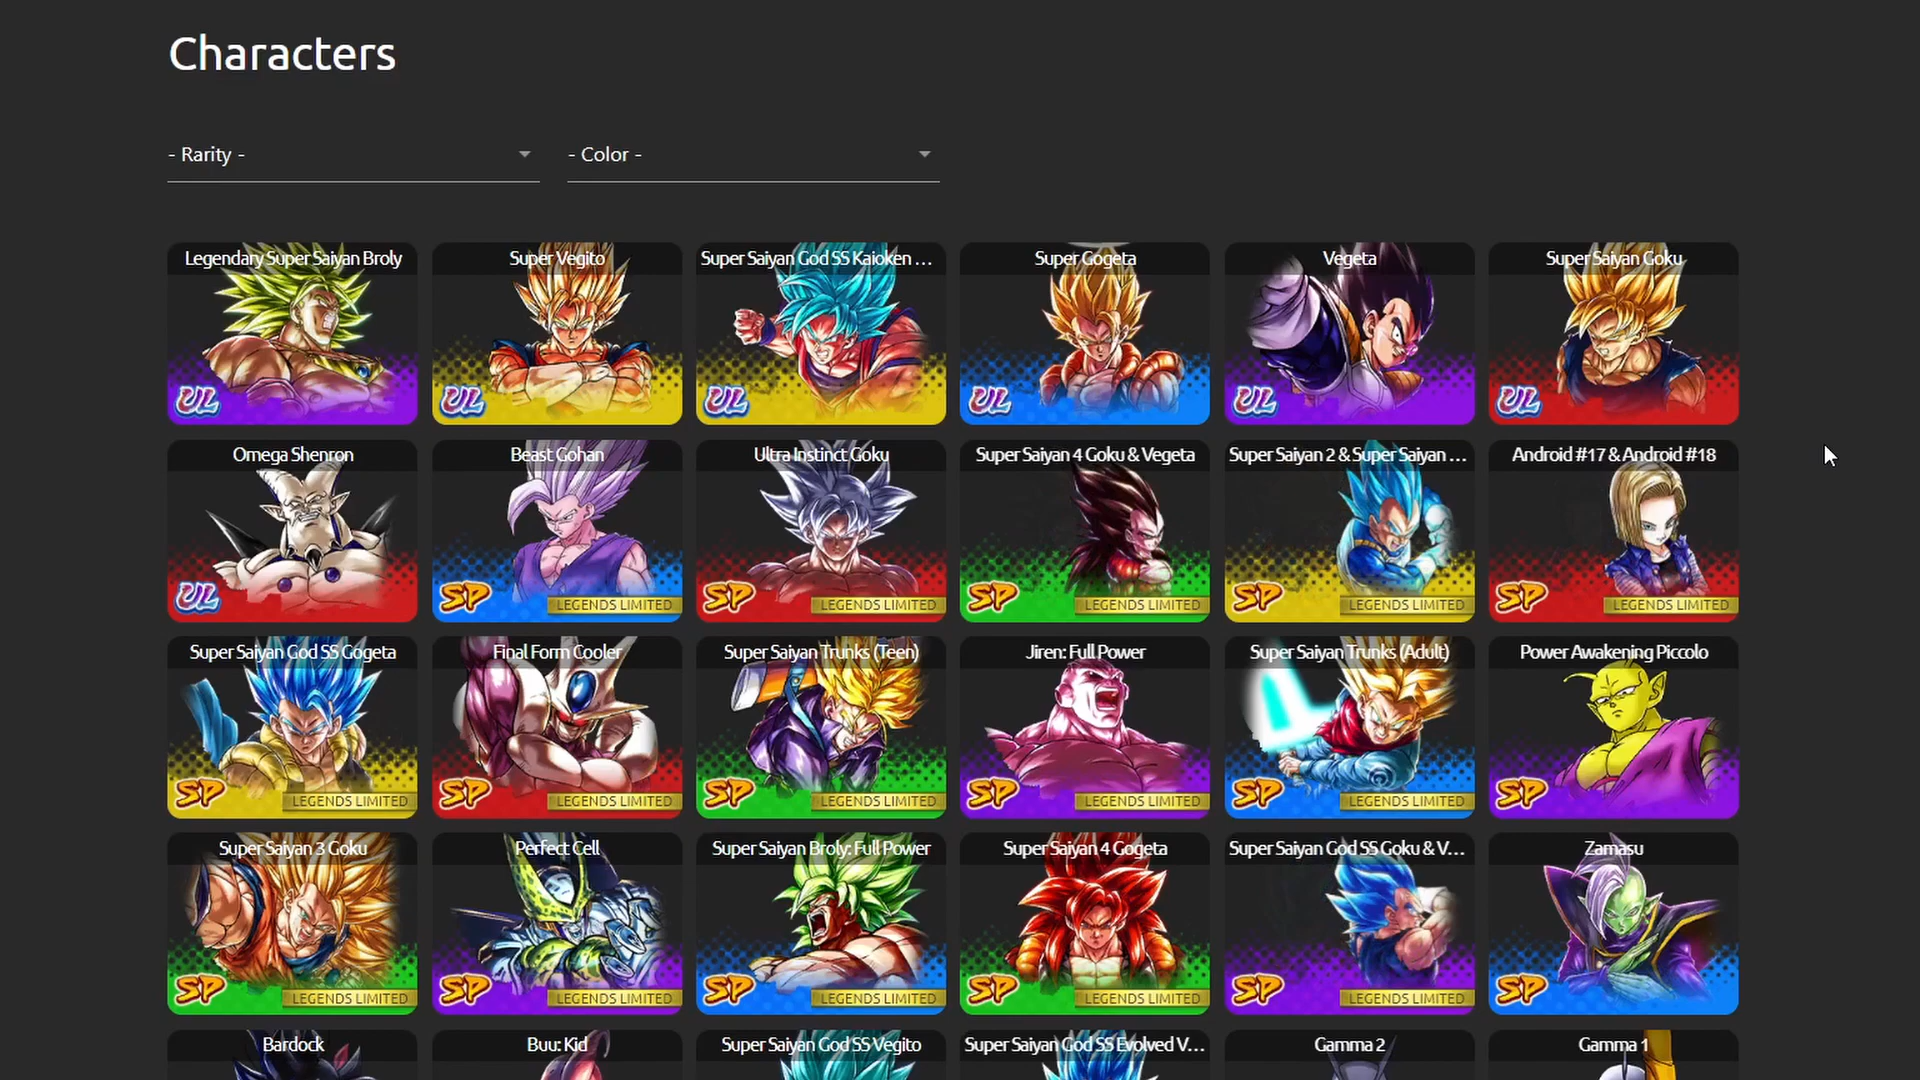 Characters
- Rarity -
- Color -
Legendary Super Saiyan Broly
Super Vegito
Super Saiyan God SS Kaioken ...
Super Gogeta
Vegeta
Super Saiyan Goku
UL
UL
UL
UL
UL
UL
Omega Shenron
Beast Gohan
Ultra Instinct Goku
Super Saiyan 4 Goku & Vegeta
Super Saiyan 2 & Super Saiyan ...
Android #17 & Android #18
UL
SP LEGENDS LIMITED
SP LEGENDS LIMITED
SP LEGENDS LIMITED
SP LEGENDS LIMITED
SP LEGENDS LIMITED
Super Saiyan God SS Gogeta
Final Form Cooler
Super Saiyan Trunks (Teen)
Jiren: Full Power
Super Saiyan Trunks (Adult)
Power Awakening Piccolo
SP LEGENDS LIMITED
SP LEGENDS LIMITED
SP LEGENDS LIMITED
SP LEGENDS LIMITED
SP LEGENDS LIMITED
SP
Super Saiyan 3 Goku
Perfect Cell
Super Saiyan Broly: Full Power
Super Saiyan 4 Gogeta
Super Saiyan God SS Goku & V...
Zamasu
SP LEGENDS LIMITED
SP LEGENDS LIMITED
SP LEGENDS LIMITED
SP LEGENDS LIMITED
SP LEGENDS LIMITED
SP
Bardock
Buu: Kid
Super Saiyan God SS Vegito
Super Saiyan God SS Evolved V...
Gamma 2
Gamma 1